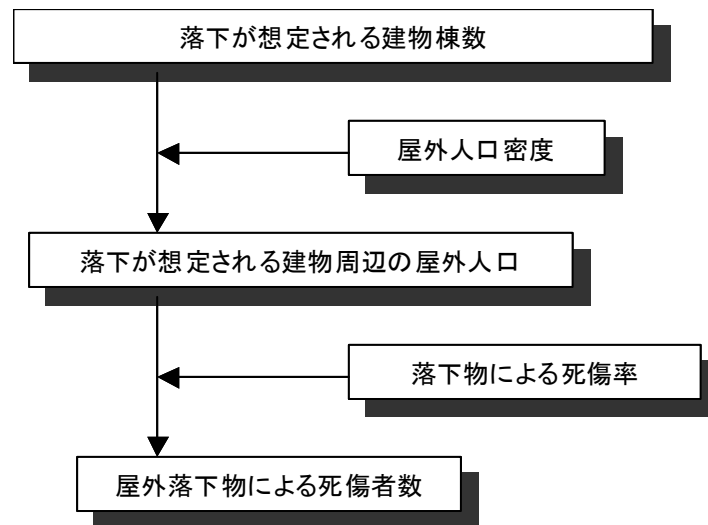 落下が想定される建物棟数
屋外人口密度
落下が想定される建物周辺の屋外人口
落下物による死傷率
屋外落下物による死傷者数